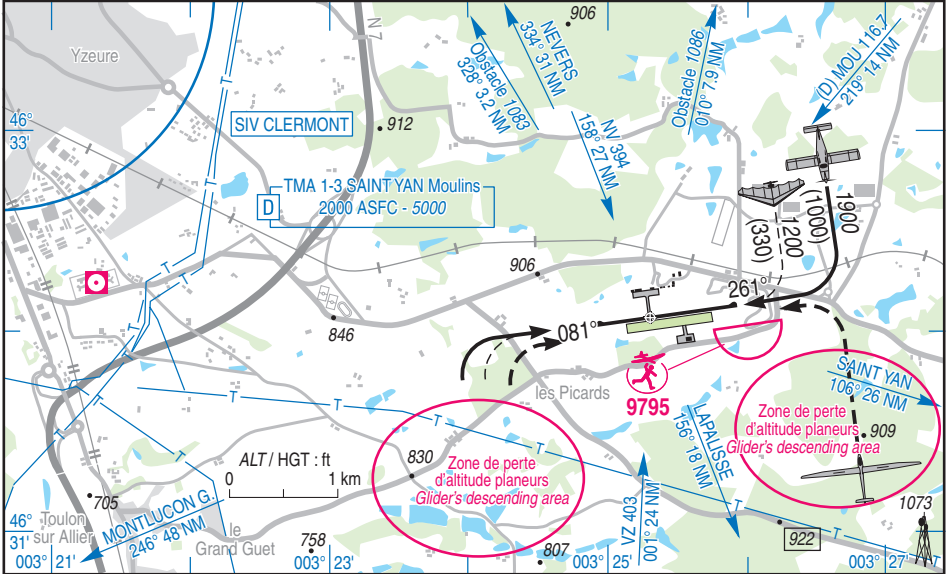 906
N 7
Yzeure
Obstacle 1083
328° 3.2 NM
NEVERS
334° 31 NM
Obstacle 1086
010° 7.9 NM
(D) MOU 116.7
219° 14 NM
46°
33'
SIV CLERMONT
912
NV 394
158° 27 NM
D
TMA 1-3 SAINT YAN Moulins
2000 ASFC - 5000
1900
(1000)
1200
(330)
T
T
T
T
906
261°
081°
846
les Picards
9795
SAINT YAN
106° 26 NM
LAPALISSE
156° 18 NM
T
T
T
T
T
T
T
Zone de perte
d'altitude planeurs
Glider's descending area
909
ALT / HGT : ft
0
1 km
830
Zone de perte
d'altitude planeurs
Glider's descending area
VZ 403
001° 24 NM
705
1073
46°
31'
Toulon
sur Allier
MONTLUCON G.
246° 48 NM
le
Grand Guet
758
807
922
003° 21'
003° 23'
003° 25'
003° 27'